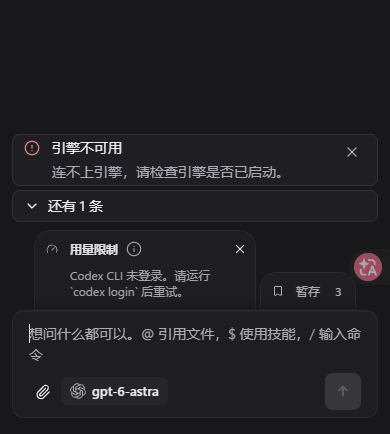 引擎不可用
连不上引擎，请检查引擎是否已启动。
还有 1 条
用量限制
Codex CLI 未登录。请运行
`codex login` 后重试。
暂存 3
想问什么都可以。@ 引用文件，$ 使用技能，/ 输入命
令
gpt-6-astra